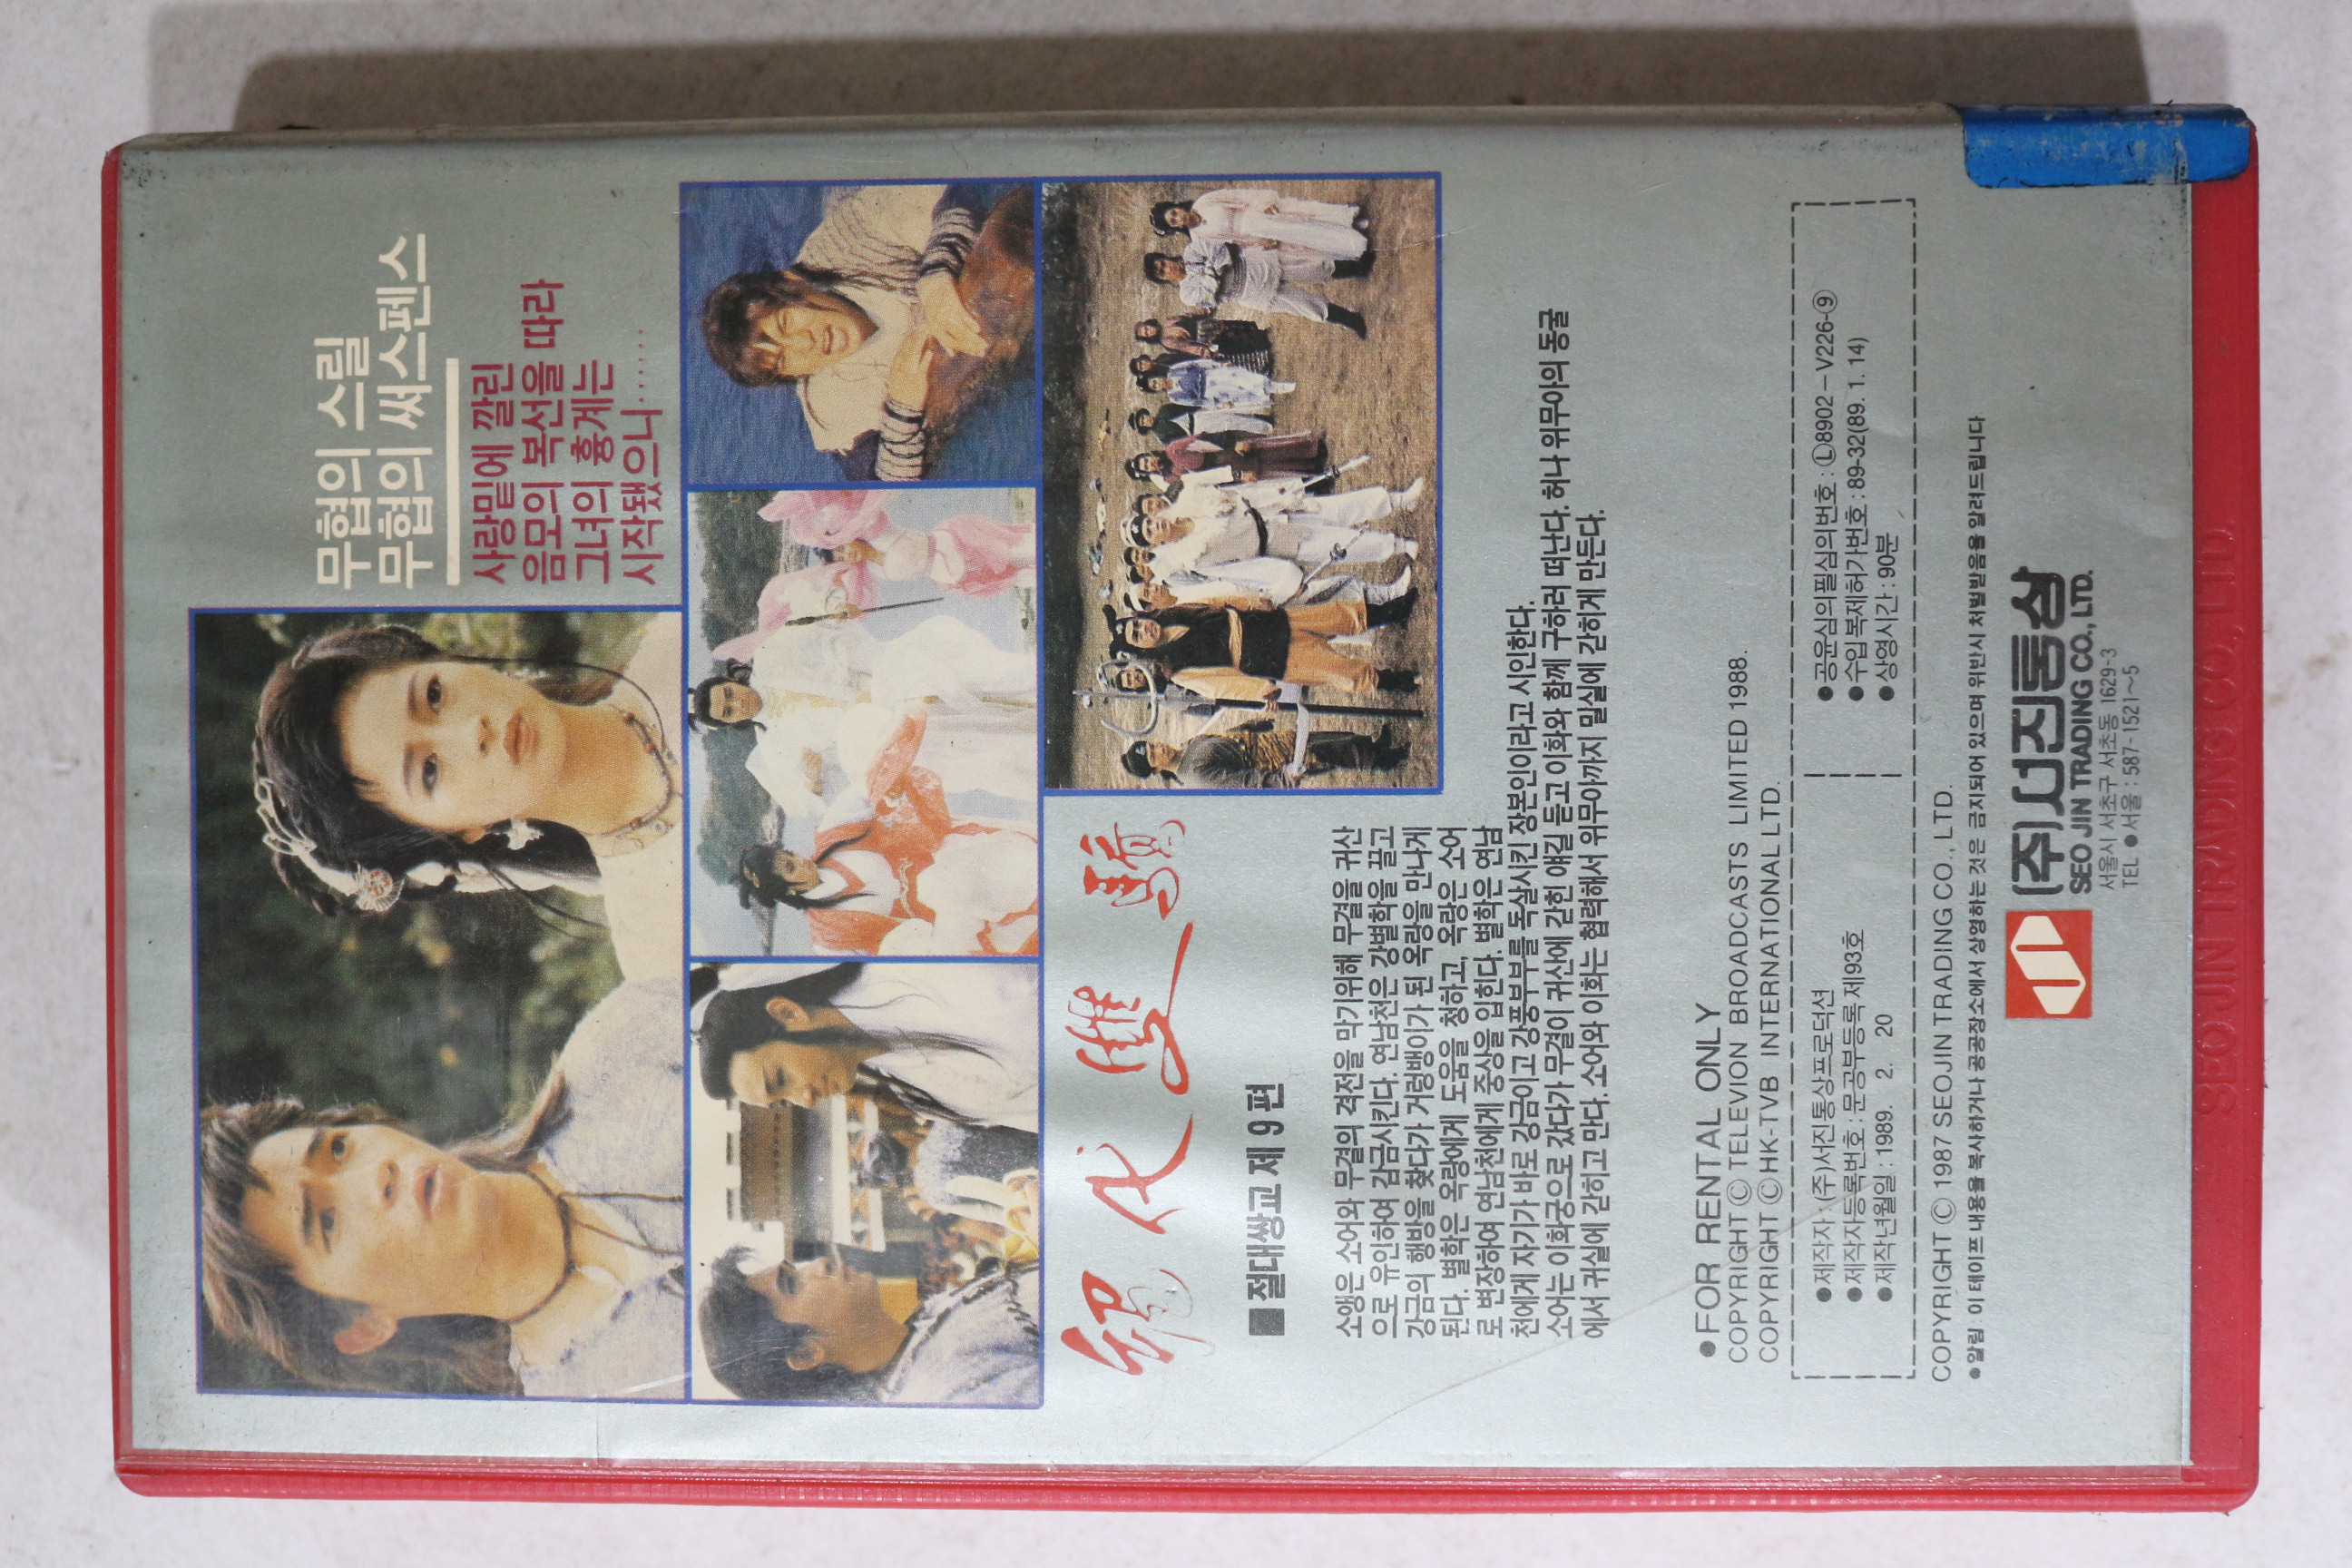 무협의 스릴
무협의 써스펜스
사랑밑에 깔린
음모의 복선을 따라
그녀의 흉계는
시작됐으니……
絕代雙驕
■ 절대쌍교 제 9 편
소앵은 소어와 무결의 격전을 막기위해 무결을 귀산
으로 유인하여 감금시킨다. 연남천은 강별학을 끌고
강금의 행방을 찾다가 거렁뱅이가 된 옥랑을 만나게
된다. 별학은 옥랑에게 도움을 청하고, 옥랑은 소어
로 변장하여 연남천에게 중상을 입힌다. 별학은 연남
천에게 자기가 바로 강금이고 강풍부부를 독살시킨 장본인이라고 시인한다.
소어는 이화궁으로 갔다가 무결이 귀산에 갇힌 얘길 듣고 이화와 함께 구하러 떠난다. 허나 위무아의 동굴
에서 귀실에 갇히고 만다. 소어와 이화는 협력해서 위무아까지 밀실에 갇히게 만든다.
●FOR RENTAL ONLY
COPYRIGHT Ⓒ TELEVION BROADCASTS LIMITED 1988.
COPYRIGHT Ⓒ HK-TVB INTERNATIONAL LTD.
●제작자 : (주)서진통상프로덕션
●제작자등록번호 : 문공부등록 제93호
●제작년월일 : 1989. 2. 20
●공윤심의필심의번호 : Ⓛ8902－V226-⑨
●수입복제허가번호 : 89-32(89. 1. 14)
●상영시간 : 90분
COPYRIGHT Ⓒ 1987 SEOJIN TRADING CO., LTD.
●알림 이 테이프 내용을 복사하거나 공공장소에서 상영하는 것은 금지되어 있으며 위반시 처벌받음을 알려드립니다
(주)서진통상
SEO JIN TRADING CO., LTD.
서울시 서초구 서초동 1629-3
TEL ●서울 : 587-1521~5
SEO JIN TRADING CO., LTD.